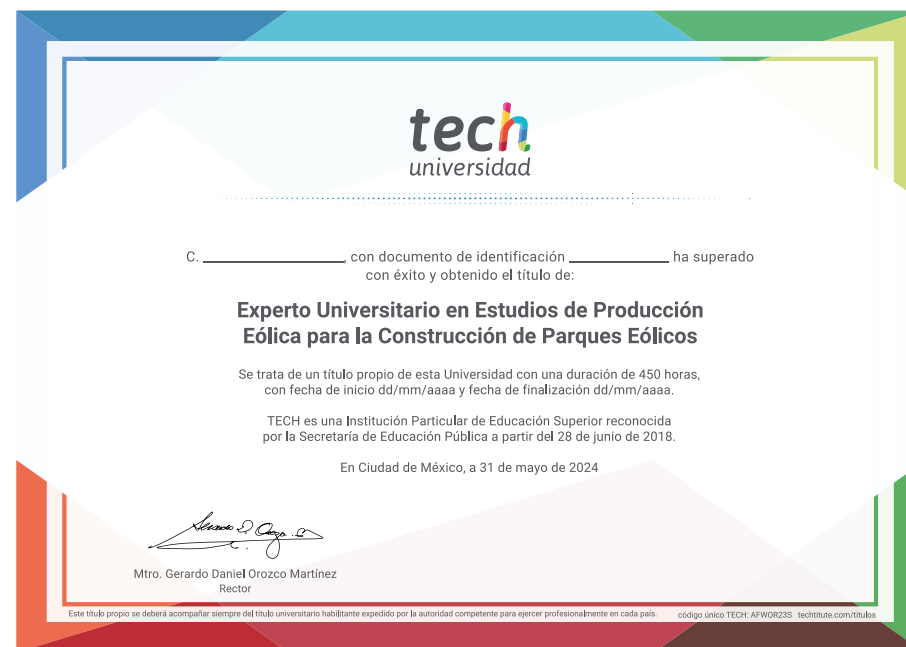 tech
universidad
C. ____________, con documento de identificación ____________ ha superado
con éxito y obtenido el título de:
Experto Universitario en Estudios de Producción
Eólica para la Construcción de Parques Eólicos
Se trata de un título propio de esta Universidad con una duración de 450 horas,
con fecha de inicio dd/mm/aaaa y fecha de finalización dd/mm/aaaa.
TECH es una Institución Particular de Educación Superior reconocida
por la Secretaría de Educación Pública a partir del 28 de junio de 2018.
En Ciudad de México, a 31 de mayo de 2024
Mtro. Gerardo Daniel Orozco Martínez
Rector
Este título propio se deberá acompañar siempre del título universitario habilitante expedido por la autoridad competente para ejercer profesionalmente en cada país. código único TECH: AFWOR23S techtitute.com/titulos